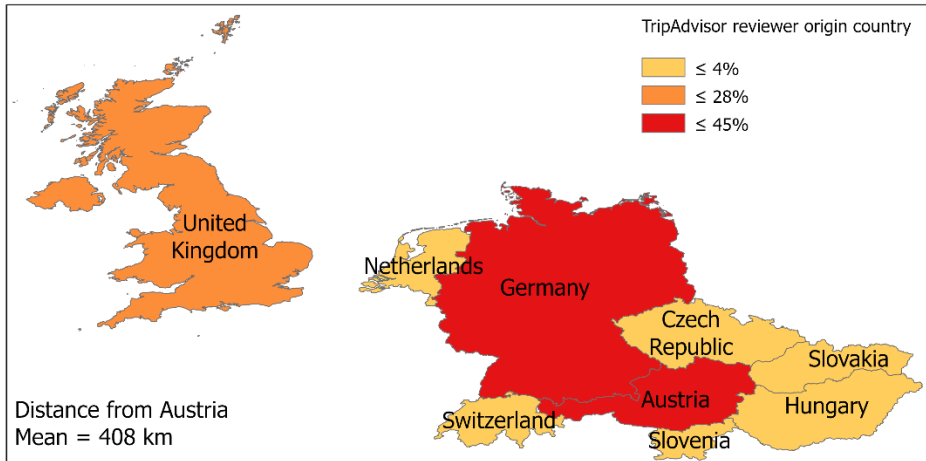 TripAdvisor reviewer origin country
≤ 4%
≤ 28%
≤ 45%
United
Kingdom
Netherlands
Germany
Czech
Republic
Slovakia
Austria
Hungary
Switzerland
Slovenia
Distance from Austria
Mean = 408 km